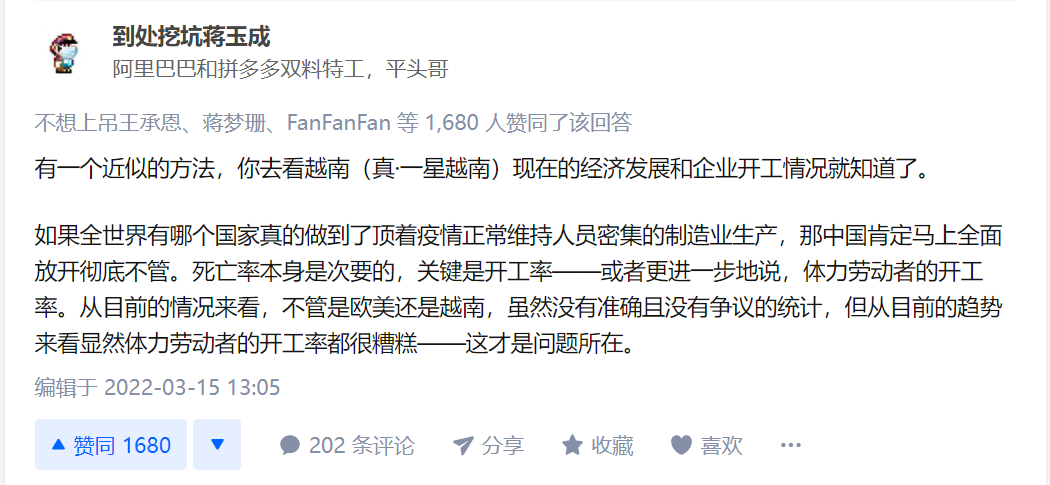 到处挖坑蒋玉成
阿里巴巴和拼多多双料特工，平头哥
不想上吊王承恩、蒋梦珊、FanFanFan 等 1,680 人赞同了该回答
有一个近似的方法，你去看越南（真·一星越南）现在的经济发展和企业开工情况就知道了。
如果全世界有哪个国家真的做到了顶着疫情正常维持人员密集的制造业生产，那中国肯定马上全面
放开彻底不管。死亡率本身是次要的，关键是开工率——或者更进一步地说，体力劳动者的开工
率。从目前的情况来看，不管是欧美还是越南，虽然没有准确且没有争议的统计，但从目前的趋势
来看显然体力劳动者的开工率都很糟糕——这才是问题所在。
编辑于 2022-03-15 13:05
赞同 1680
202 条评论
分享
收藏
喜欢